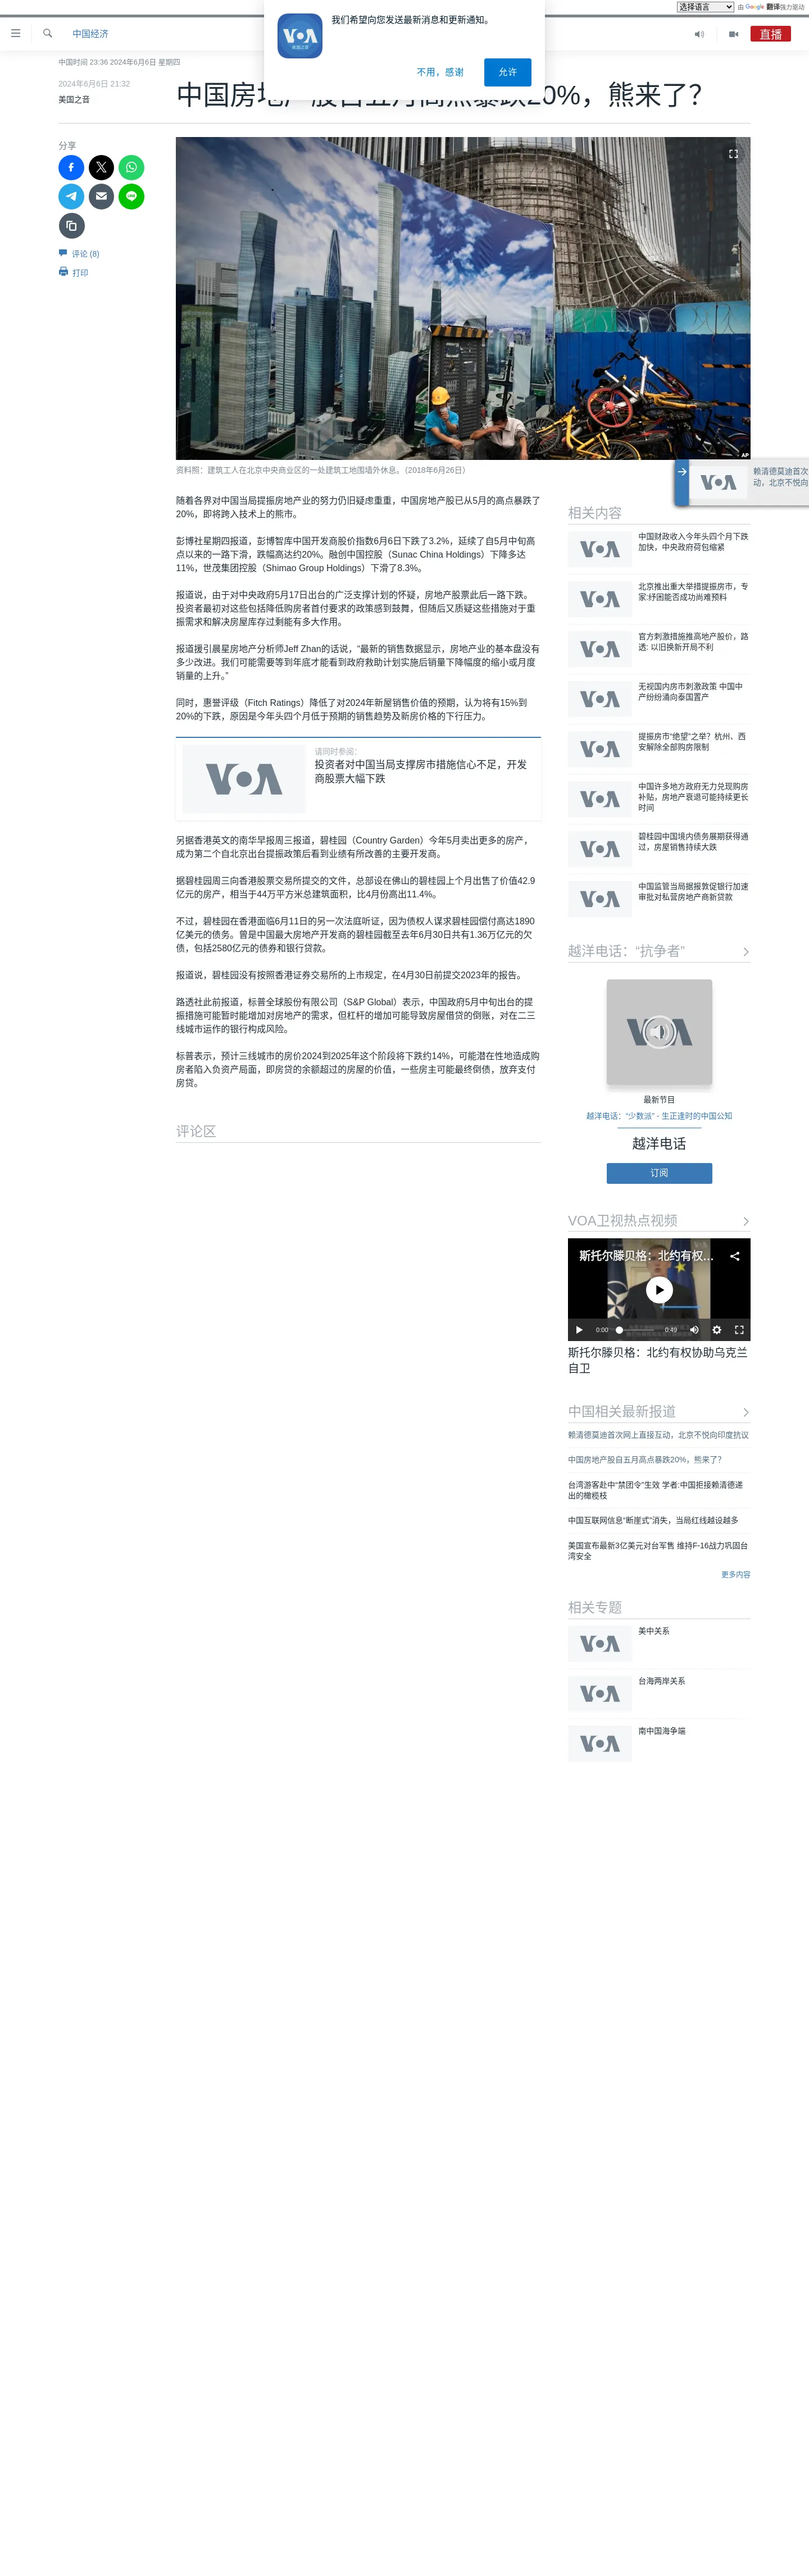 选择语言 由 Google 翻译强力驱动
我们希望向您发送最新消息和更新通知。
不用，感谢
允许
中国经济
直播
中国时间 23:36 2024年6月6日 星期四
2024年6月6日 21:32
美国之音
中国房地产股自五月高点暴跌20%，熊来了？
分享
评论 (8)
打印
AP
资料照：建筑工人在北京中央商业区的一处建筑工地围墙外休息。（2018年6月26日）
随着各界对中国当局提振房地产业的努力仍旧疑虑重重，中国房地产股已从5月的高点暴跌了
20%，即将跨入技术上的熊市。
彭博社星期四报道，彭博智库中国开发商股价指数6月6日下跌了3.2%，延续了自5月中旬高
点以来的一路下滑，跌幅高达约20%。融创中国控股（Sunac China Holdings）下降多达
11%，世茂集团控股（Shimao Group Holdings）下滑了8.3%。
报道说，由于对中央政府5月17日出台的广泛支撑计划的怀疑，房地产股票此后一路下跌。
投资者最初对这些包括降低购房者首付要求的政策感到鼓舞，但随后又质疑这些措施对于重
振需求和解决房屋库存过剩能有多大作用。
报道援引晨星房地产分析师Jeff Zhan的话说，“最新的销售数据显示，房地产业的基本盘没有
多少改进。我们可能需要等到年底才能看到政府救助计划实施后销量下降幅度的缩小或月度
销量的上升。”
同时，惠誉评级（Fitch Ratings）降低了对2024年新屋销售价值的预期，认为将有15%到
20%的下跌，原因是今年头四个月低于预期的销售趋势及新房价格的下行压力。
VOA
请同时参阅：
投资者对中国当局支撑房市措施信心不足，开发
商股票大幅下跌
另据香港英文的南华早报周三报道，碧桂园（Country Garden）今年5月卖出更多的房产，
成为第二个自北京出台提振政策后看到业绩有所改善的主要开发商。
据碧桂园周三向香港股票交易所提交的文件，总部设在佛山的碧桂园上个月出售了价值42.9
亿元的房产，相当于44万平方米总建筑面积，比4月份高出11.4%。
不过，碧桂园在香港面临6月11日的另一次法庭听证，因为债权人谋求碧桂园偿付高达1890
亿美元的债务。曾是中国最大房地产开发商的碧桂园截至去年6月30日共有1.36万亿元的欠
债，包括2580亿元的债券和银行贷款。
报道说，碧桂园没有按照香港证券交易所的上市规定，在4月30日前提交2023年的报告。
路透社此前报道，标普全球股份有限公司（S&P Global）表示，中国政府5月中旬出台的提
振措施可能暂时能增加对房地产的需求，但杠杆的增加可能导致房屋借贷的倒账，对在二三
线城市运作的银行构成风险。
标普表示，预计三线城市的房价2024到2025年这个阶段将下跌约14%，可能潜在性地造成购
房者陷入负资产局面，即房贷的余额超过的房屋的价值，一些房主可能最终倒债，放弃支付
房贷。
评论区
VOA
赖清德莫迪首次
动，北京不悦向
相关内容
VOA
中国财政收入今年头四个月下跌
加快，中央政府荷包缩紧
VOA
北京推出重大举措提振房市，专
家:纾困能否成功尚难预料
VOA
官方刺激措施推高地产股价，路
透: 以旧换新开局不利
VOA
无视国内房市刺激政策 中国中
产纷纷涌向泰国置产
VOA
提振房市“绝望”之举？杭州、西
安解除全部购房限制
VOA
中国许多地方政府无力兑现购房
补贴，房地产衰退可能持续更长
时间
VOA
碧桂园中国境内债务展期获得通
过，房屋销售持续大跌
VOA
中国监管当局据报敦促银行加速
审批对私营房地产商新贷款
越洋电话：“抗争者”
VOA
最新节目
越洋电话：“少数派” - 生正逢时的中国公知
越洋电话
订阅
VOA卫视热点视频
斯托尔滕贝格：北约有权...
0:00
0:49
斯托尔滕贝格：北约有权协助乌克兰
自卫
中国相关最新报道
赖清德莫迪首次网上直接互动，北京不悦向印度抗议
中国房地产股自五月高点暴跌20%，熊来了？
台湾游客赴中“禁团令”生效 学者:中国拒接赖清德递
出的橄榄枝
中国互联网信息“断崖式”消失，当局红线越设越多
美国宣布最新3亿美元对台军售 维持F-16战力巩固台
湾安全
更多内容
相关专题
VOA
美中关系
VOA
台海两岸关系
VOA
南中国海争端